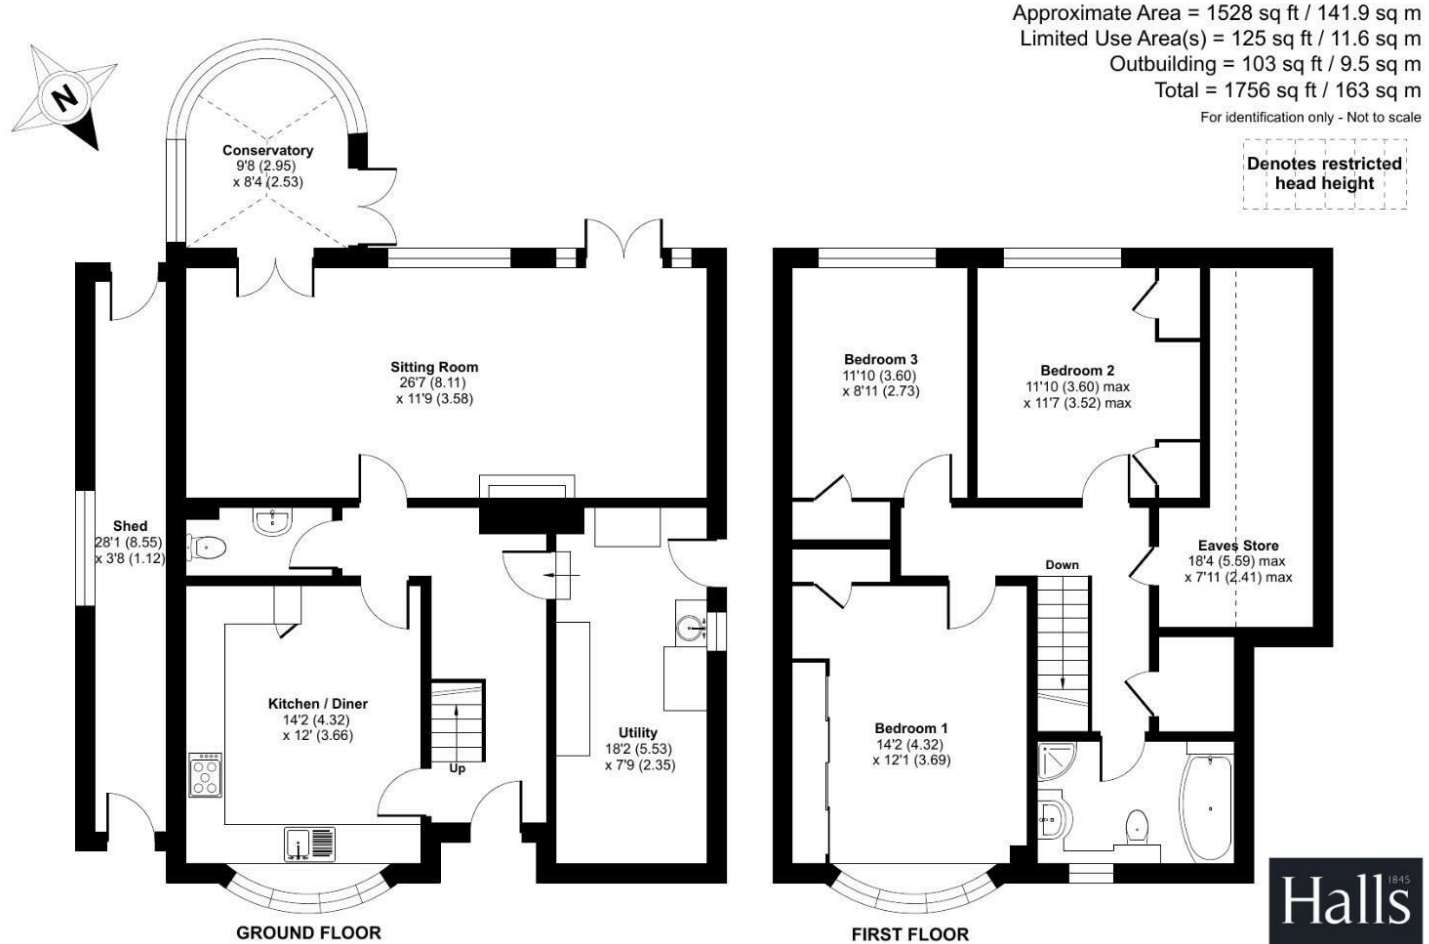 Approximate Area = 1528 sq ft / 141.9 sq m
Limited Use Area(s) = 125 sq ft / 11.6 sq m
Outbuilding = 103 sq ft / 9.5 sq m
Total = 1756 sq ft / 163 sq m
For identification only - Not to scale
Denotes restricted
head height
N
Conservatory
9'8 (2.95)
x 8'4 (2.53)
Sitting Room
26'7 (8.11)
x 11'9 (3.58)
Shed
28'1 (8.55)
x 3'8 (1.12)
Kitchen / Diner
14'2 (4.32)
x 12' (3.66)
Up
Utility
18'2 (5.53)
x 7'9 (2.35)
GROUND FLOOR
Bedroom 3
11'10 (3.60)
x 8'11 (2.73)
Bedroom 2
11'10 (3.60) max
x 11'7 (3.52) max
Eaves Store
18'4 (5.59) max
x 7'11 (2.41) max
Down
Bedroom 1
14'2 (4.32)
x 12'1 (3.69)
FIRST FLOOR
1845
Halls